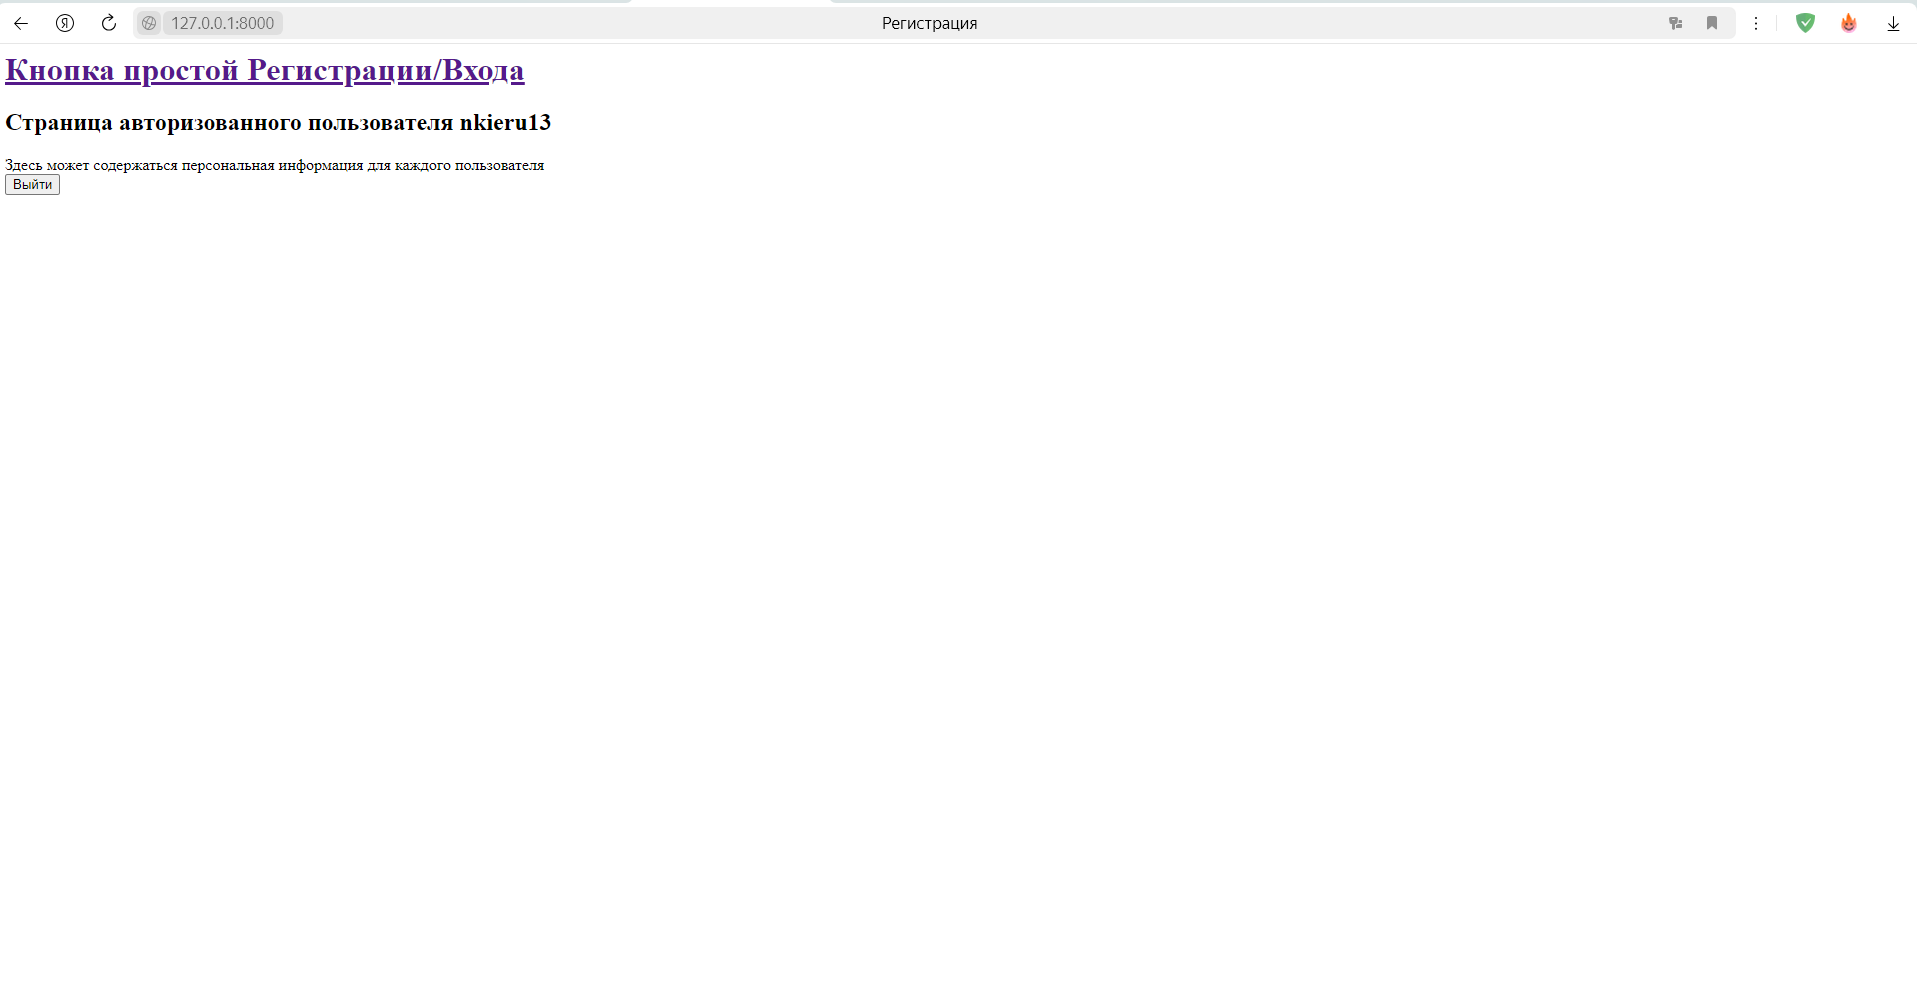 127.0.0.1:8000
Регистрация
Кнопка простой Регистрации/Входа
Страница авторизованного пользователя nkieru13
Здесь может содержаться персональная информация для каждого пользователя
Выйти